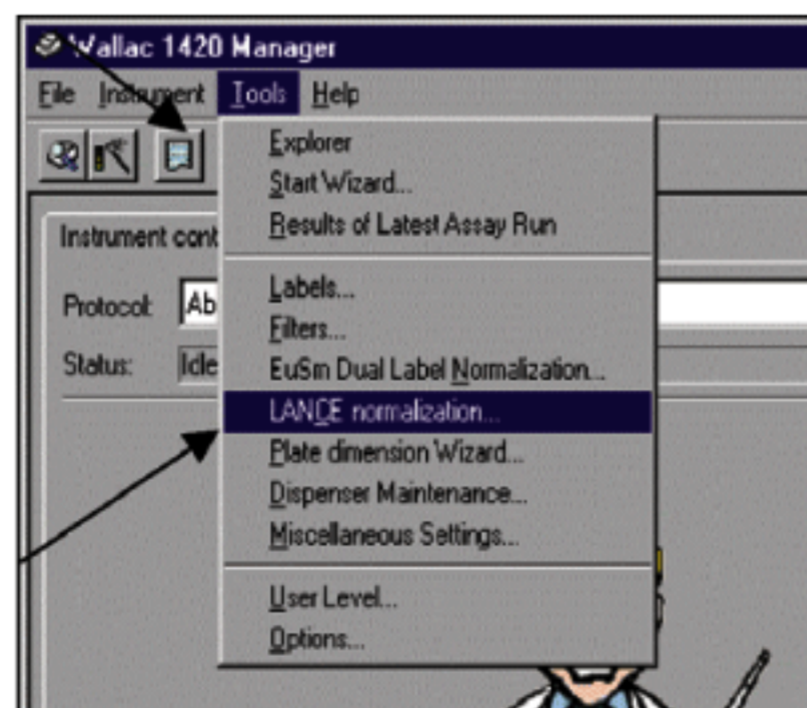 Wallac 1420 Manager
File Instrument Tools Help
Explorer
Start Wizard...
Results of Latest Assay Run
Instrument cont
Labels...
Protocol: Ab
Filters...
Status: Idle
EuSm Dual Label Normalization...
LANCE normalization...
Plate dimension Wizard...
Dispenser Maintenance...
Miscellaneous Settings...
User Level...
Options...